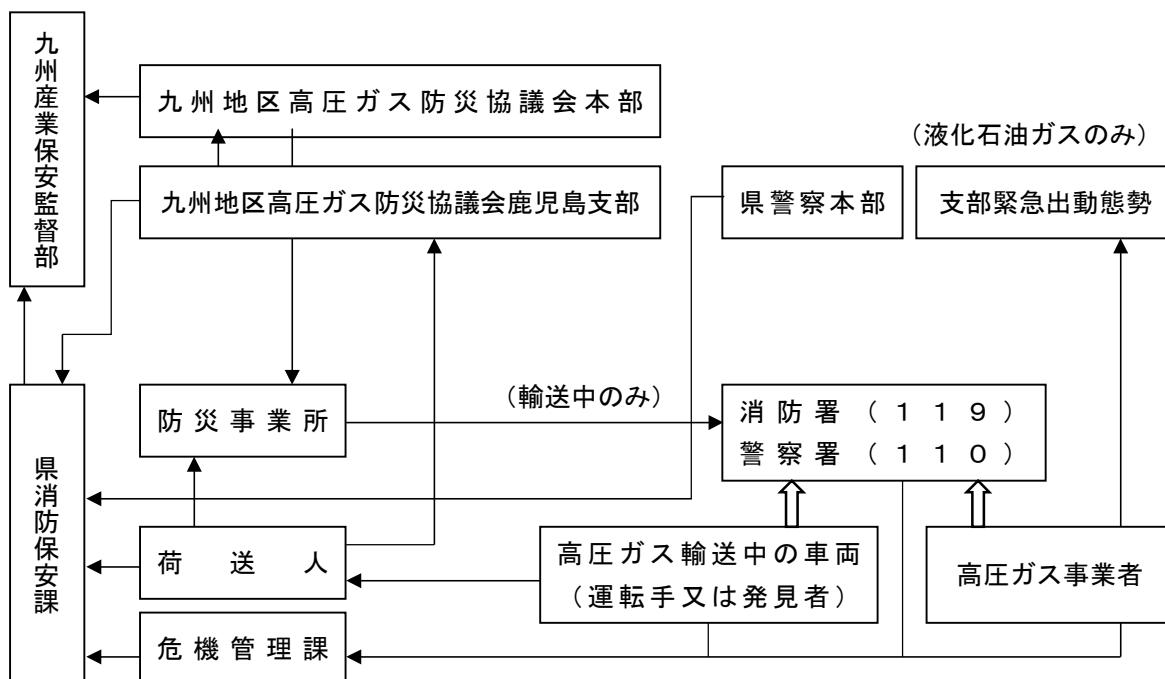 九州産業保安監督部
九州地区高圧ガス防災協議会本部
（液化石油ガスのみ）
九州地区高圧ガス防災協議会鹿児島支部
県警察本部
支部緊急出動態勢
県消防保安課
防災事業所
（輸送中のみ）
消防署（１１９）
警察署（１１０）
荷送人
高圧ガス輸送中の車両
（運転手又は発見者）
高圧ガス事業者
危機管理課